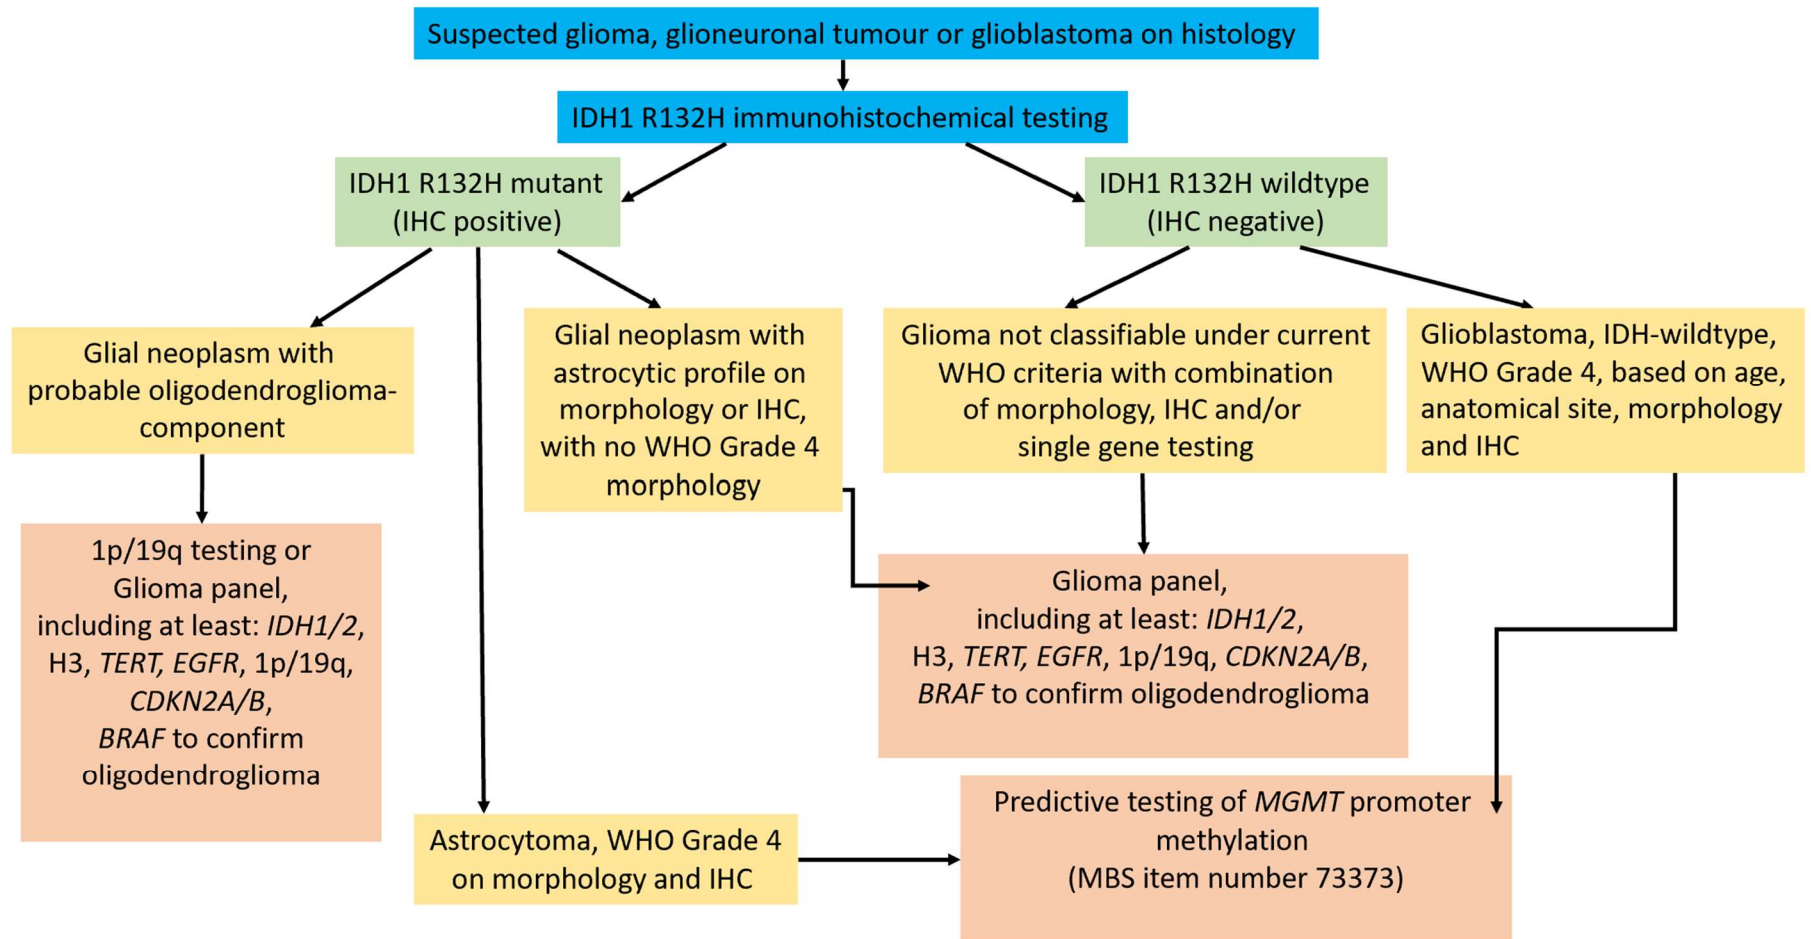 Suspected glioma, glioneuronal tumour or glioblastoma on histology
IDH1 R132H immunohistochemical testing
IDH1 R132H mutant
(IHC positive)
IDH1 R132H wildtype
(IHC negative)
Glial neoplasm with
probable oligodendroglioma-
component
Glial neoplasm with
astrocytic profile on
morphology or IHC,
with no WHO Grade 4
morphology
Glioma not classifiable under current
WHO criteria with combination
of morphology, IHC and/or
single gene testing
Glioblastoma, IDH-wildtype,
WHO Grade 4, based on age,
anatomical site, morphology
and IHC
1p/19q testing or
Glioma panel,
including at least: IDH1/2,
H3, TERT, EGFR, 1p/19q,
CDKN2A/B,
BRAF to confirm
oligodendroglioma
Glioma panel,
including at least: IDH1/2,
H3, TERT, EGFR, 1p/19q, CDKN2A/B,
BRAF to confirm oligodendroglioma
Astrocytoma, WHO Grade 4
on morphology and IHC
Predictive testing of MGMT promoter
methylation
(MBS item number 73373)